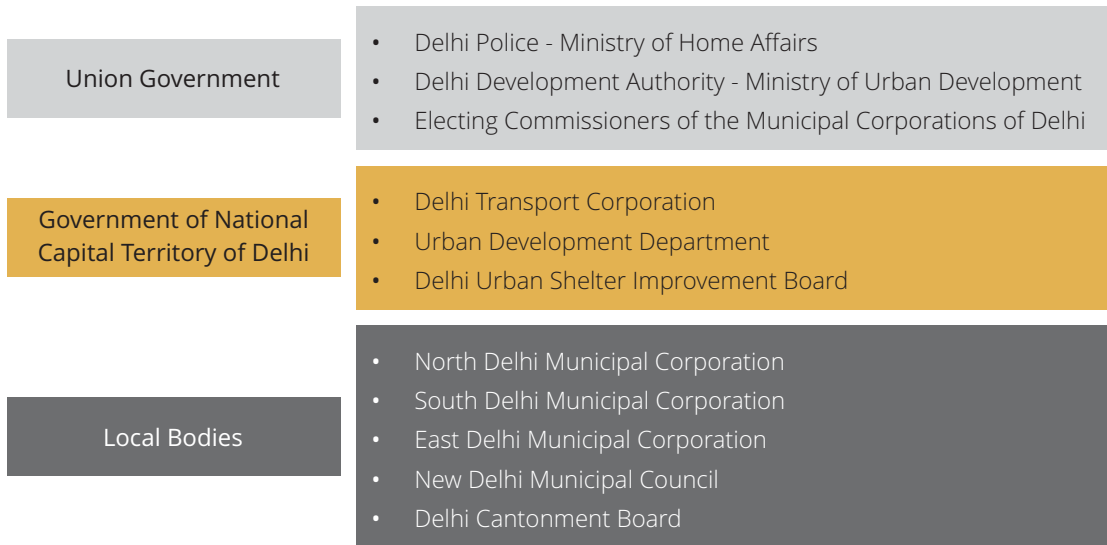 Union Government
• Delhi Police - Ministry of Home Affairs
• Delhi Development Authority - Ministry of Urban Development
• Electing Commissioners of the Municipal Corporations of Delhi
Government of National
Capital Territory of Delhi
• Delhi Transport Corporation
• Urban Development Department
• Delhi Urban Shelter Improvement Board
Local Bodies
• North Delhi Municipal Corporation
• South Delhi Municipal Corporation
• East Delhi Municipal Corporation
• New Delhi Municipal Council
• Delhi Cantonment Board